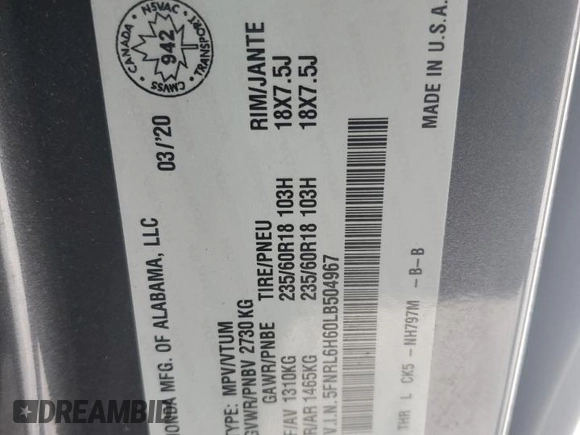 CANADA NSVAC
942
CMVSS TRANSPORT
HONDA MFG. OF ALABAMA, LLC 03/'20
TYPE: MPV/VTUM
GVWR/PNBV 2730 KG
GAWR/PNBE TIRE/PNEU RIM/JANTE
F/AV 1310KG 235/60R18 103H 18X7.5J
R/AR 1465KG 235/60R18 103H 18X7.5J
V.I.N. 5FNRL6H60LB504967 MADE IN U.S.A.
THR L CK5 - NH797M - B-B
DREAMBID